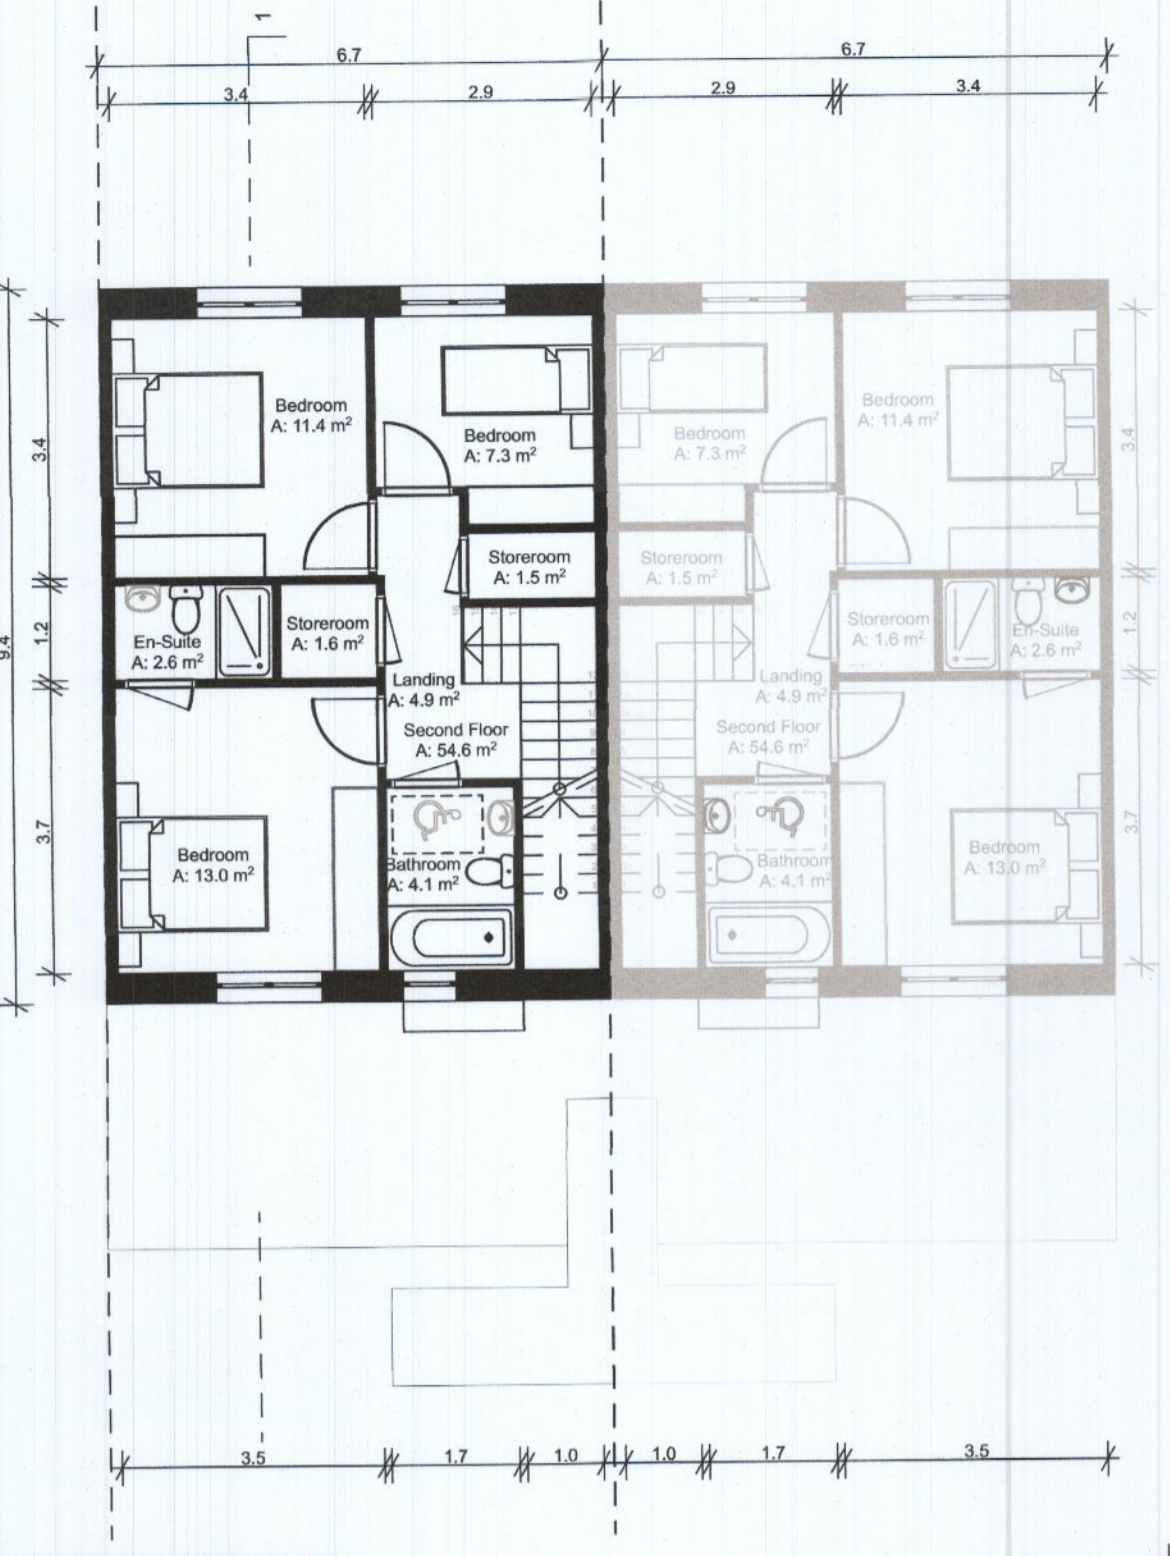 1
6.7
6.7
3.4
2.9
2.9
3.4
Bedroom
A: 11.4 m²
Bedroom
A: 7.3 m²
Bedroom
A: 7.3 m²
Bedroom
A: 11.4 m²
3.4
3.4
Storeroom
A: 1.5 m²
Storeroom
A: 1.5 m²
9.4
1.2
En-Suite
A: 2.6 m²
Storeroom
A: 1.6 m²
Storeroom
A: 1.6 m²
En-Suite
A: 2.6 m²
1.2
Landing
A: 4.9 m²
Landing
A: 4.9 m²
Second Floor
A: 54.6 m²
Second Floor
A: 54.6 m²
3.7
Bedroom
A: 13.0 m²
Bathroom
A: 4.1 m²
Bathroom
A: 4.1 m²
Bedroom
A: 13.0 m²
3.7
3.5
1.7
1.0
1.0
1.7
3.5